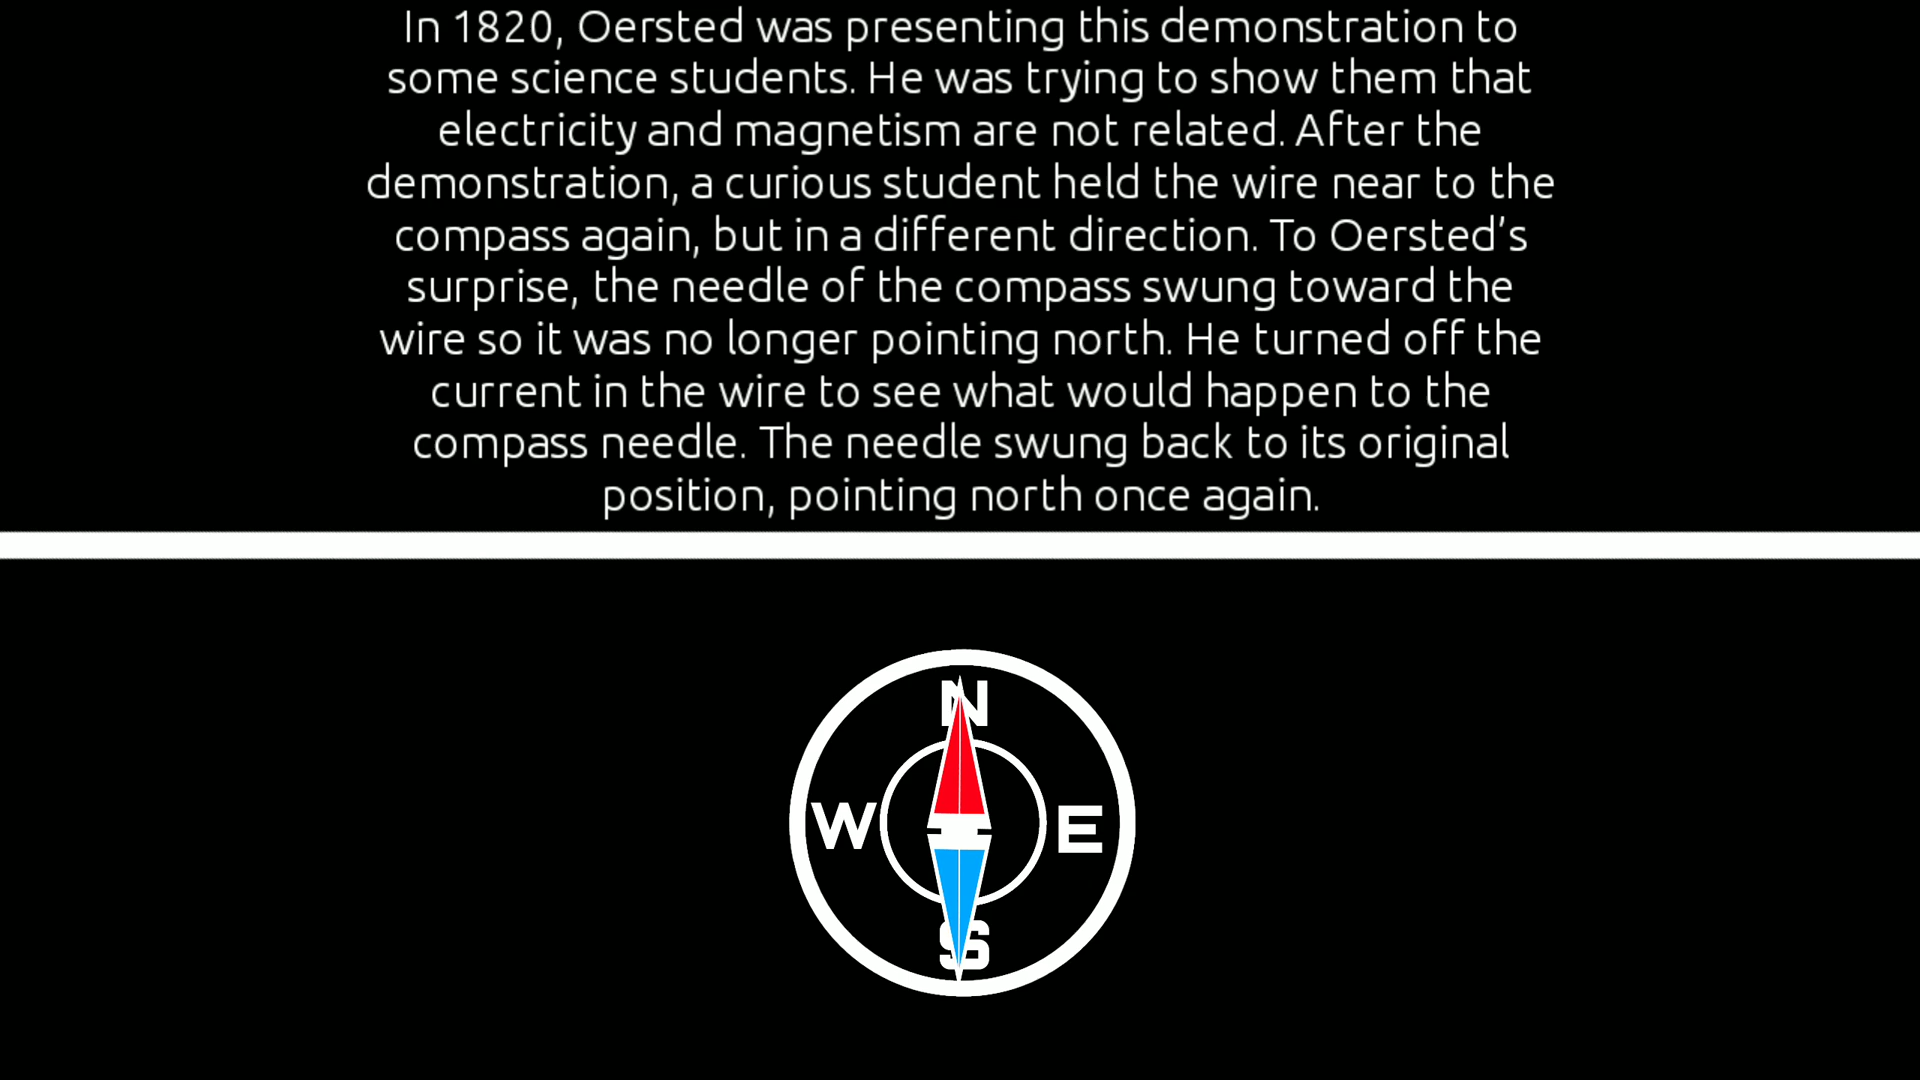 In 1820, Oersted was presenting this demonstration to
some science students. He was trying to show them that
electricity and magnetism are not related. After the
demonstration, a curious student held the wire near to the
compass again, but in a different direction. To Oersted’s
surprise, the needle of the compass swung toward the
wire so it was no longer pointing north. He turned off the
current in the wire to see what would happen to the
compass needle. The needle swung back to its original
position, pointing north once again.
N
W E
S